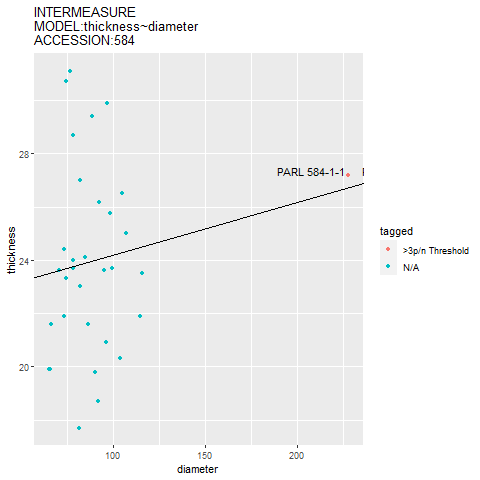 INTERMEASURE
MODEL:thickness~diameter
ACCESSION:584
28
24
20
thickness
PARL 584-1-1
100
150
200
diameter
tagged
>3p/n Threshold
N/A